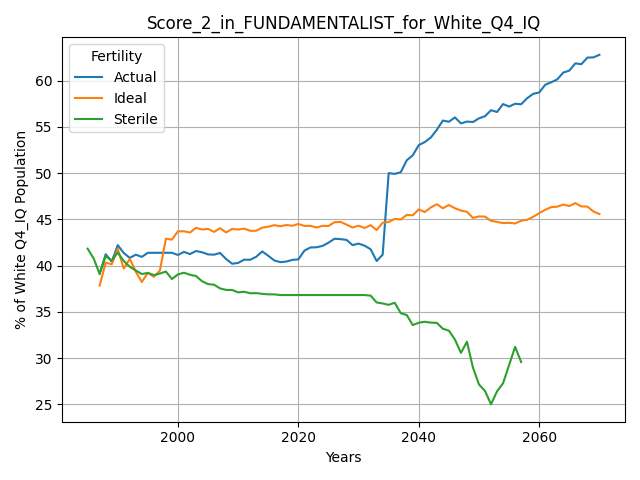 Score_2_in_FUNDAMENTALIST_for_White_Q4_IQ
Fertility
Actual
Ideal
Sterile
% of White Q4_IQ Population
60
55
50
45
40
35
30
25
2000
2020
2040
2060
Years